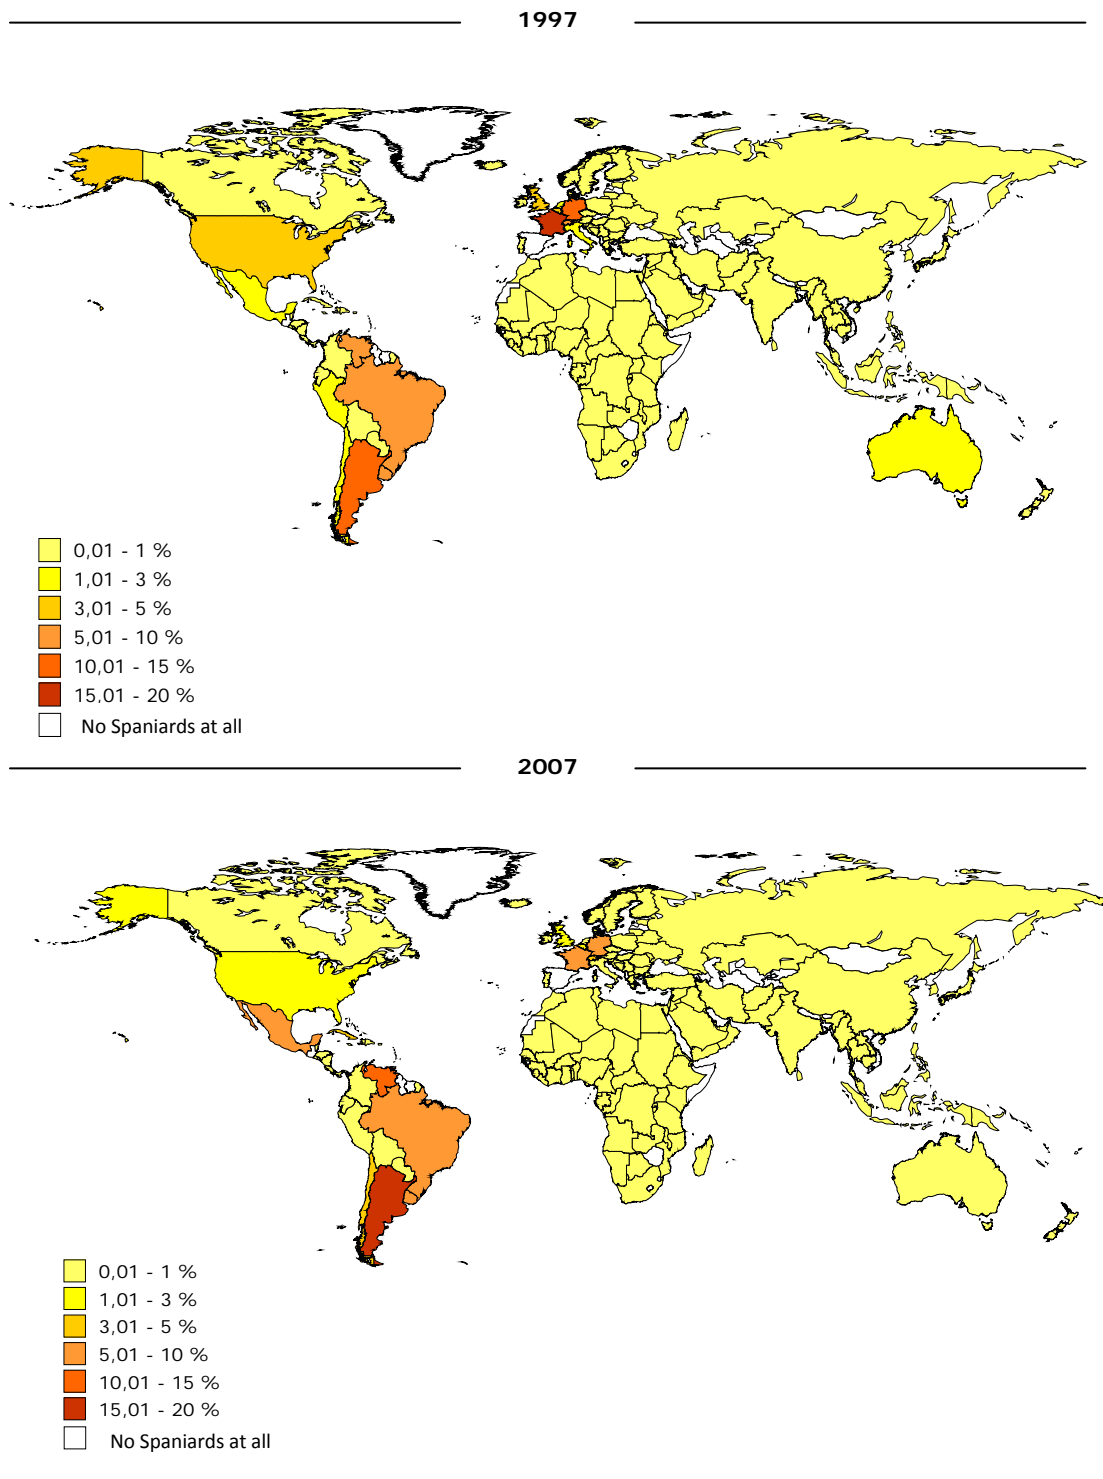 1997
0,01 - 1 %
1,01 - 3 %
3,01 - 5 %
5,01 - 10 %
10,01 - 15 %
15,01 - 20 %
No Spaniards at all
2007
0,01 - 1 %
1,01 - 3 %
3,01 - 5 %
5,01 - 10 %
10,01 - 15 %
15,01 - 20 %
No Spaniards at all